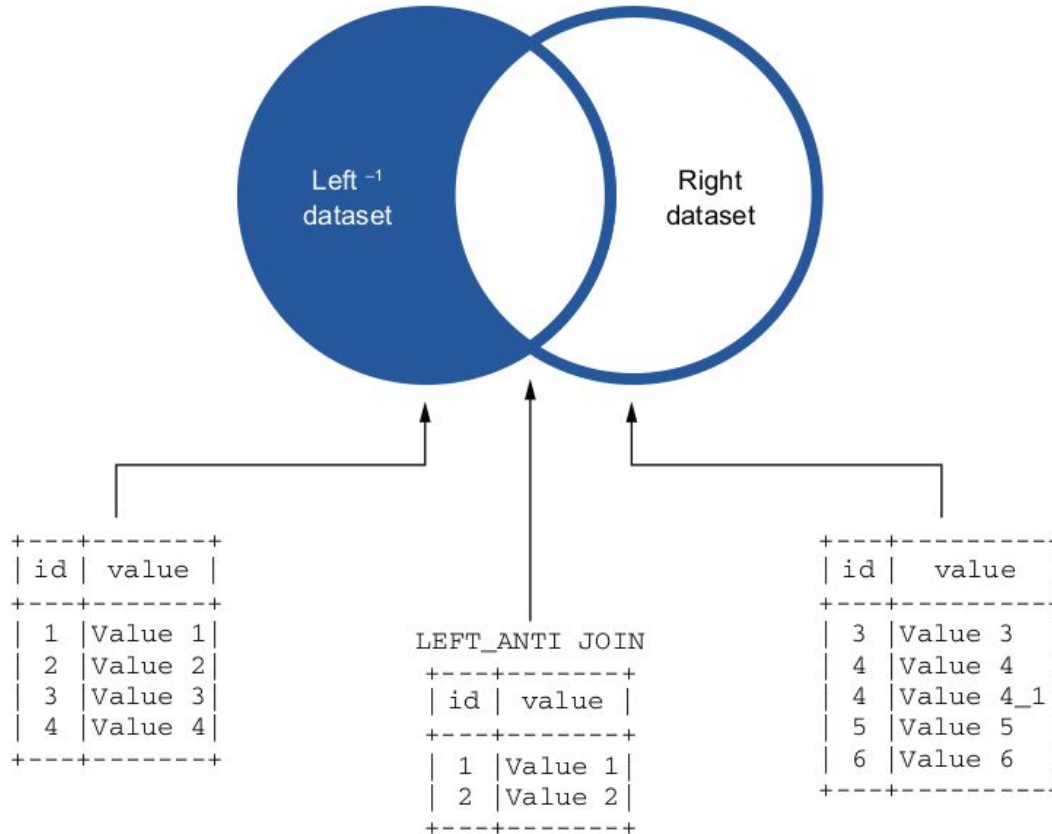 Left −1
dataset
Right
dataset
+----+-------+
| id | value |
+----+-------+
| 1 |Value 1|
| 2 |Value 2|
| 3 |Value 3|
| 4 |Value 4|
+----+-------+
LEFT_ANTI JOIN
+----+-------+
| id | value |
+----+-------+
| 1 |Value 1|
| 2 |Value 2|
+----+-------+
+----+---------+
| id | value |
+----+---------+
| 3 |Value 3 |
| 4 |Value 4 |
| 4 |Value 4_1|
| 5 |Value 5 |
| 6 |Value 6 |
+----+---------+